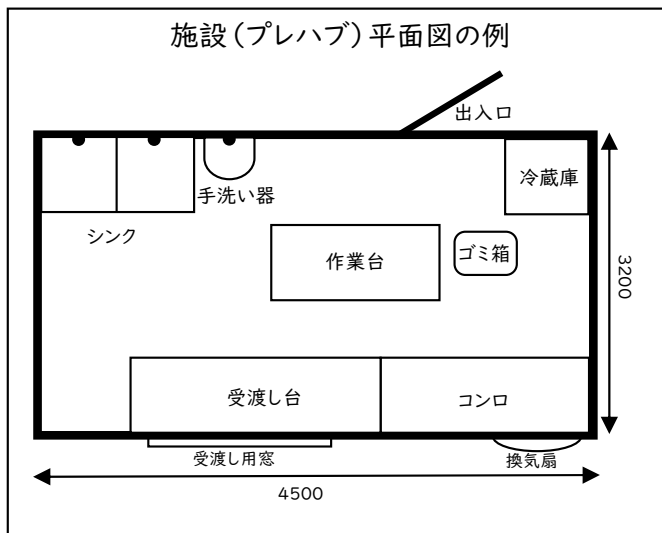 施設(プレハブ)平面図の例
出入口
冷蔵庫
手洗い器
シンク
作業台
ゴミ箱
3200
受渡し台
コンロ
受渡し用窓
換気扇
4500